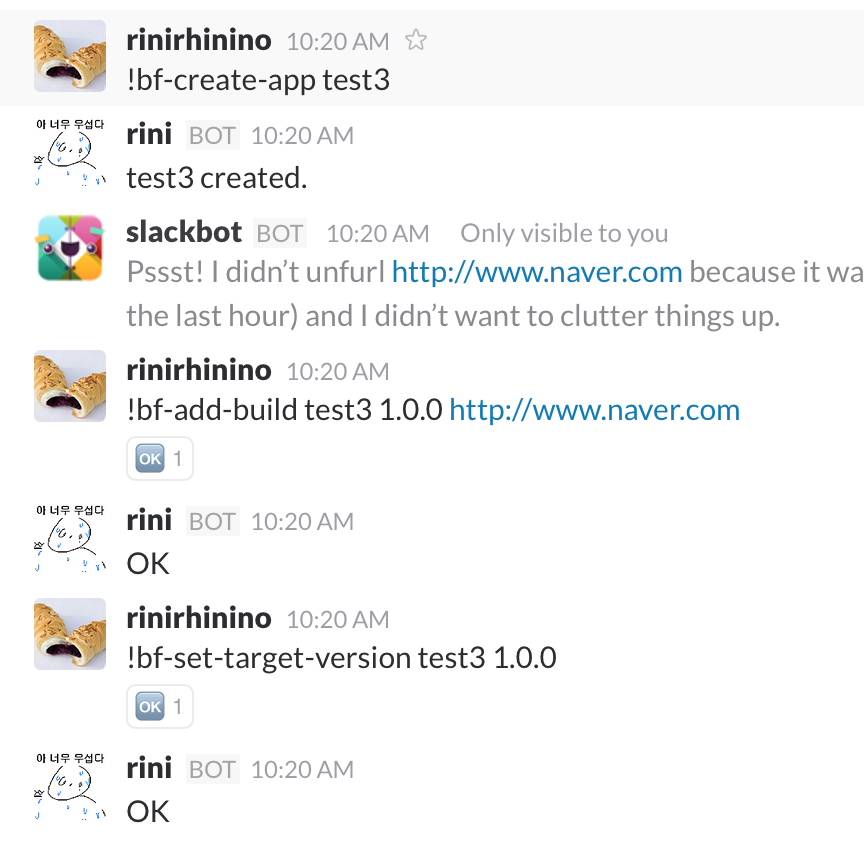 rinirhinino 10:20 AM
!bf-create-app test3
아 너무 우섭다
rini BOT 10:20 AM
test3 created.
slackbot BOT 10:20 AM Only visible to you
Pssst! I didn't unfurl http://www.naver.com because it wa
the last hour) and I didn't want to clutter things up.
rinirhinino 10:20 AM
!bf-add-build test3 1.0.0 http://www.naver.com
OK 1
아 너무 우섭다
rini BOT 10:20 AM
OK
rinirhinino 10:20 AM
!bf-set-target-version test3 1.0.0
OK 1
아 너무 우섭다
rini BOT 10:20 AM
OK